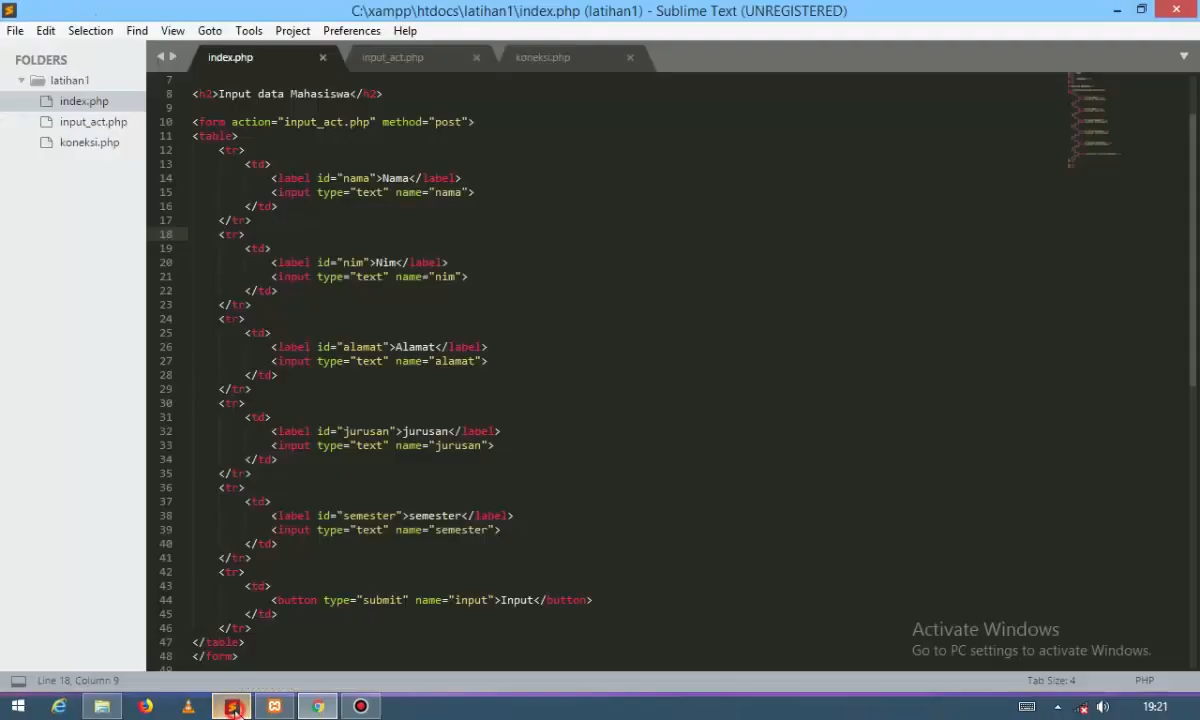 C:\xampp\htdocs\latihan1\index.php (latihan1) - Sublime Text (UNREGISTERED)
File Edit Selection Find View Goto Tools Project Preferences Help
FOLDERS
latihan1
index.php
input_act.php
koneksi.php
index.php input_act.php koneksi.php
7
8 <h2>Input data Mahasiswa</h2>
9
10 <form action="input_act.php" method="post">
11 <table>
12 <tr>
13 <td>
14 <label id="nama">Nama</label>
15 <input type="text" name="nama">
16 </td>
17 </tr>
18 <tr>
19 <td>
20 <label id="nim">Nim</label>
21 <input type="text" name="nim">
22 </td>
23 </tr>
24 <tr>
25 <td>
26 <label id="alamat">Alamat</label>
27 <input type="text" name="alamat">
28 </td>
29 </tr>
30 <tr>
31 <td>
32 <label id="jurusan">jurusan</label>
33 <input type="text" name="jurusan">
34 </td>
35 </tr>
36 <tr>
37 <td>
38 <label id="semester">semester</label>
39 <input type="text" name="semester">
40 </td>
41 </tr>
42 <tr>
43 <td>
44 <button type="submit" name="input">Input</button>
45 </td>
46 </tr>
47 </table>
48 </form>
Activate Windows
Go to PC settings to activate Windows.
Line 18, Column 9 Tab Size: 4 PHP
19:21